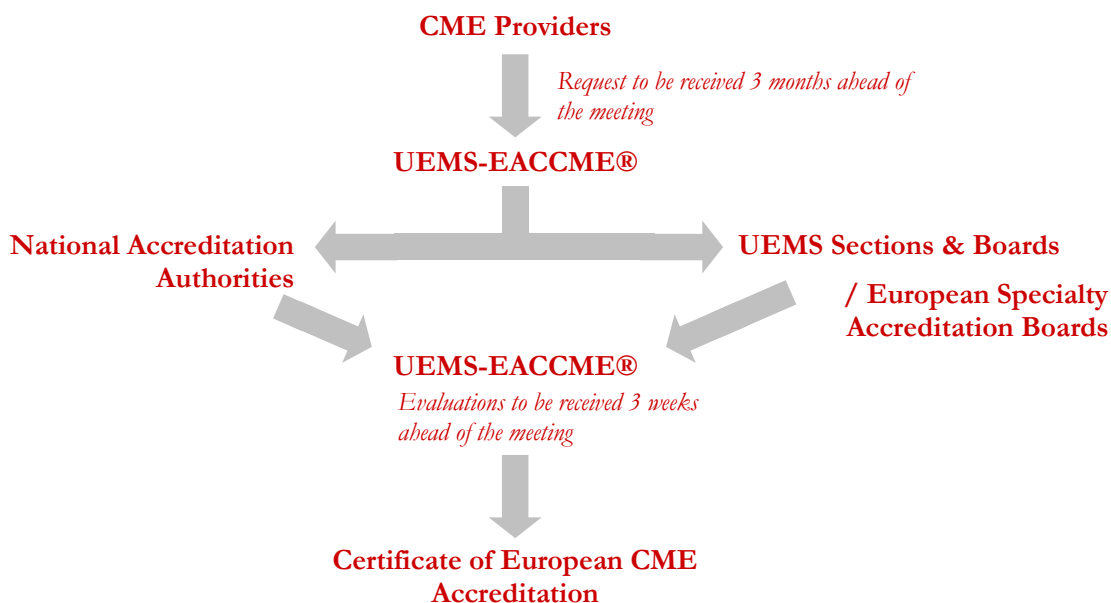 CME Providers
Request to be received 3 months ahead of
the meeting
UEMS-EACCME®
National Accreditation
Authorities
UEMS Sections & Boards
/ European Specialty
Accreditation Boards
UEMS-EACCME®
Evaluations to be received 3 weeks
ahead of the meeting
Certificate of European CME
Accreditation